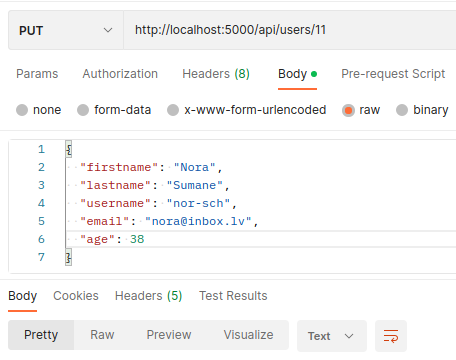 PUT http://localhost:5000/api/users/11
Params Authorization Headers (8) Body Pre-request Script
none form-data x-www-form-urlencoded raw binary
1 {
2 "firstname": "Nora",
3 "lastname": "Sumane",
4 "username": "nor-sch",
5 "email": "nora@inbox.lv",
6 "age": 38
7 }
Body Cookies Headers (5) Test Results
Pretty Raw Preview Visualize Text